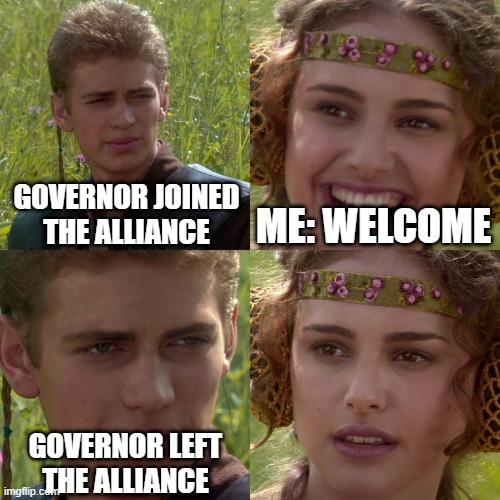 GOVERNOR JOINED
THE ALLIANCE
ME: WELCOME
GOVERNOR LEFT
THE ALLIANCE
imgflip.com